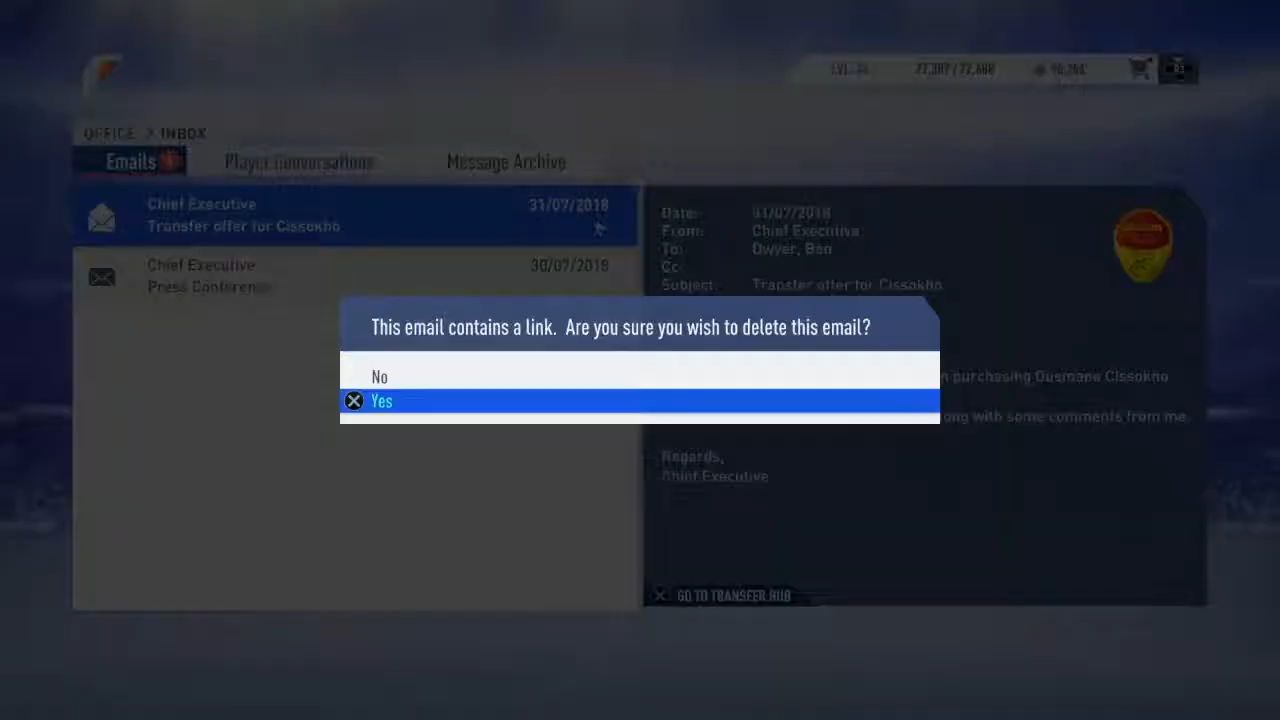 OFFICE > INBOX
Emails
Player Conversations
Message Archive
Chief Executive 31/07/2018
Transfer offer for Cissokho
Chief Executive 30/07/2018
Press Conference
Date: 31/07/2018
From: Chief Executive
To: Dwyer, Ben
Cc:
Subject: Transfer offer for Cissokho
This email contains a link. Are you sure you wish to delete this email?
No
Yes
purchasing Ousmane Cissokho
with some comments from me
Regards,
Chief Executive
GO TO TRANSFER HUB